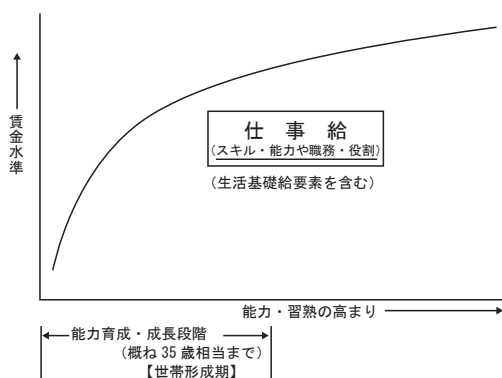 賃金水準
仕 事 給
(スキル・能力や職務・役割)
(生活基礎給要素を含む)
能力・習熟の高まり
能力育成・成長段階
(概ね 35 歳相当まで)
【世帯形成期】